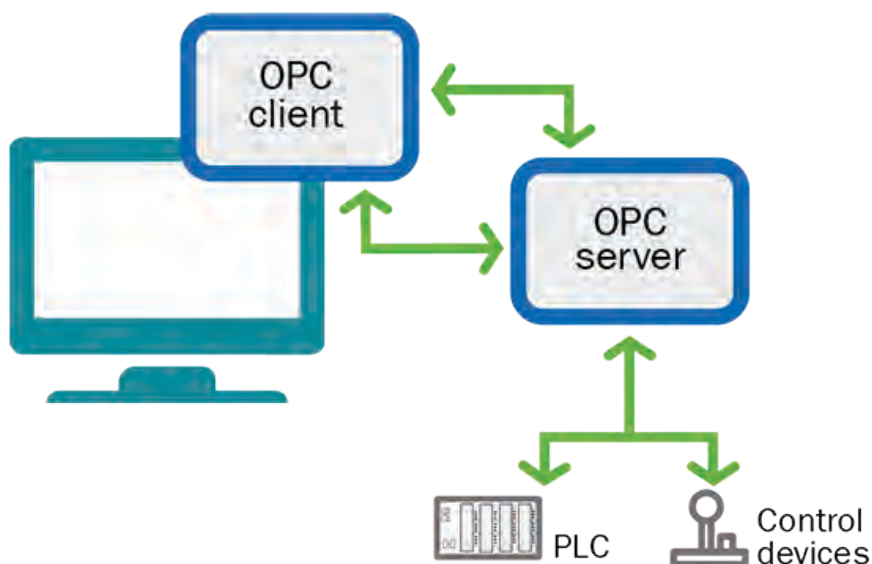 OPC
client
OPC
server
PLC
Control
devices